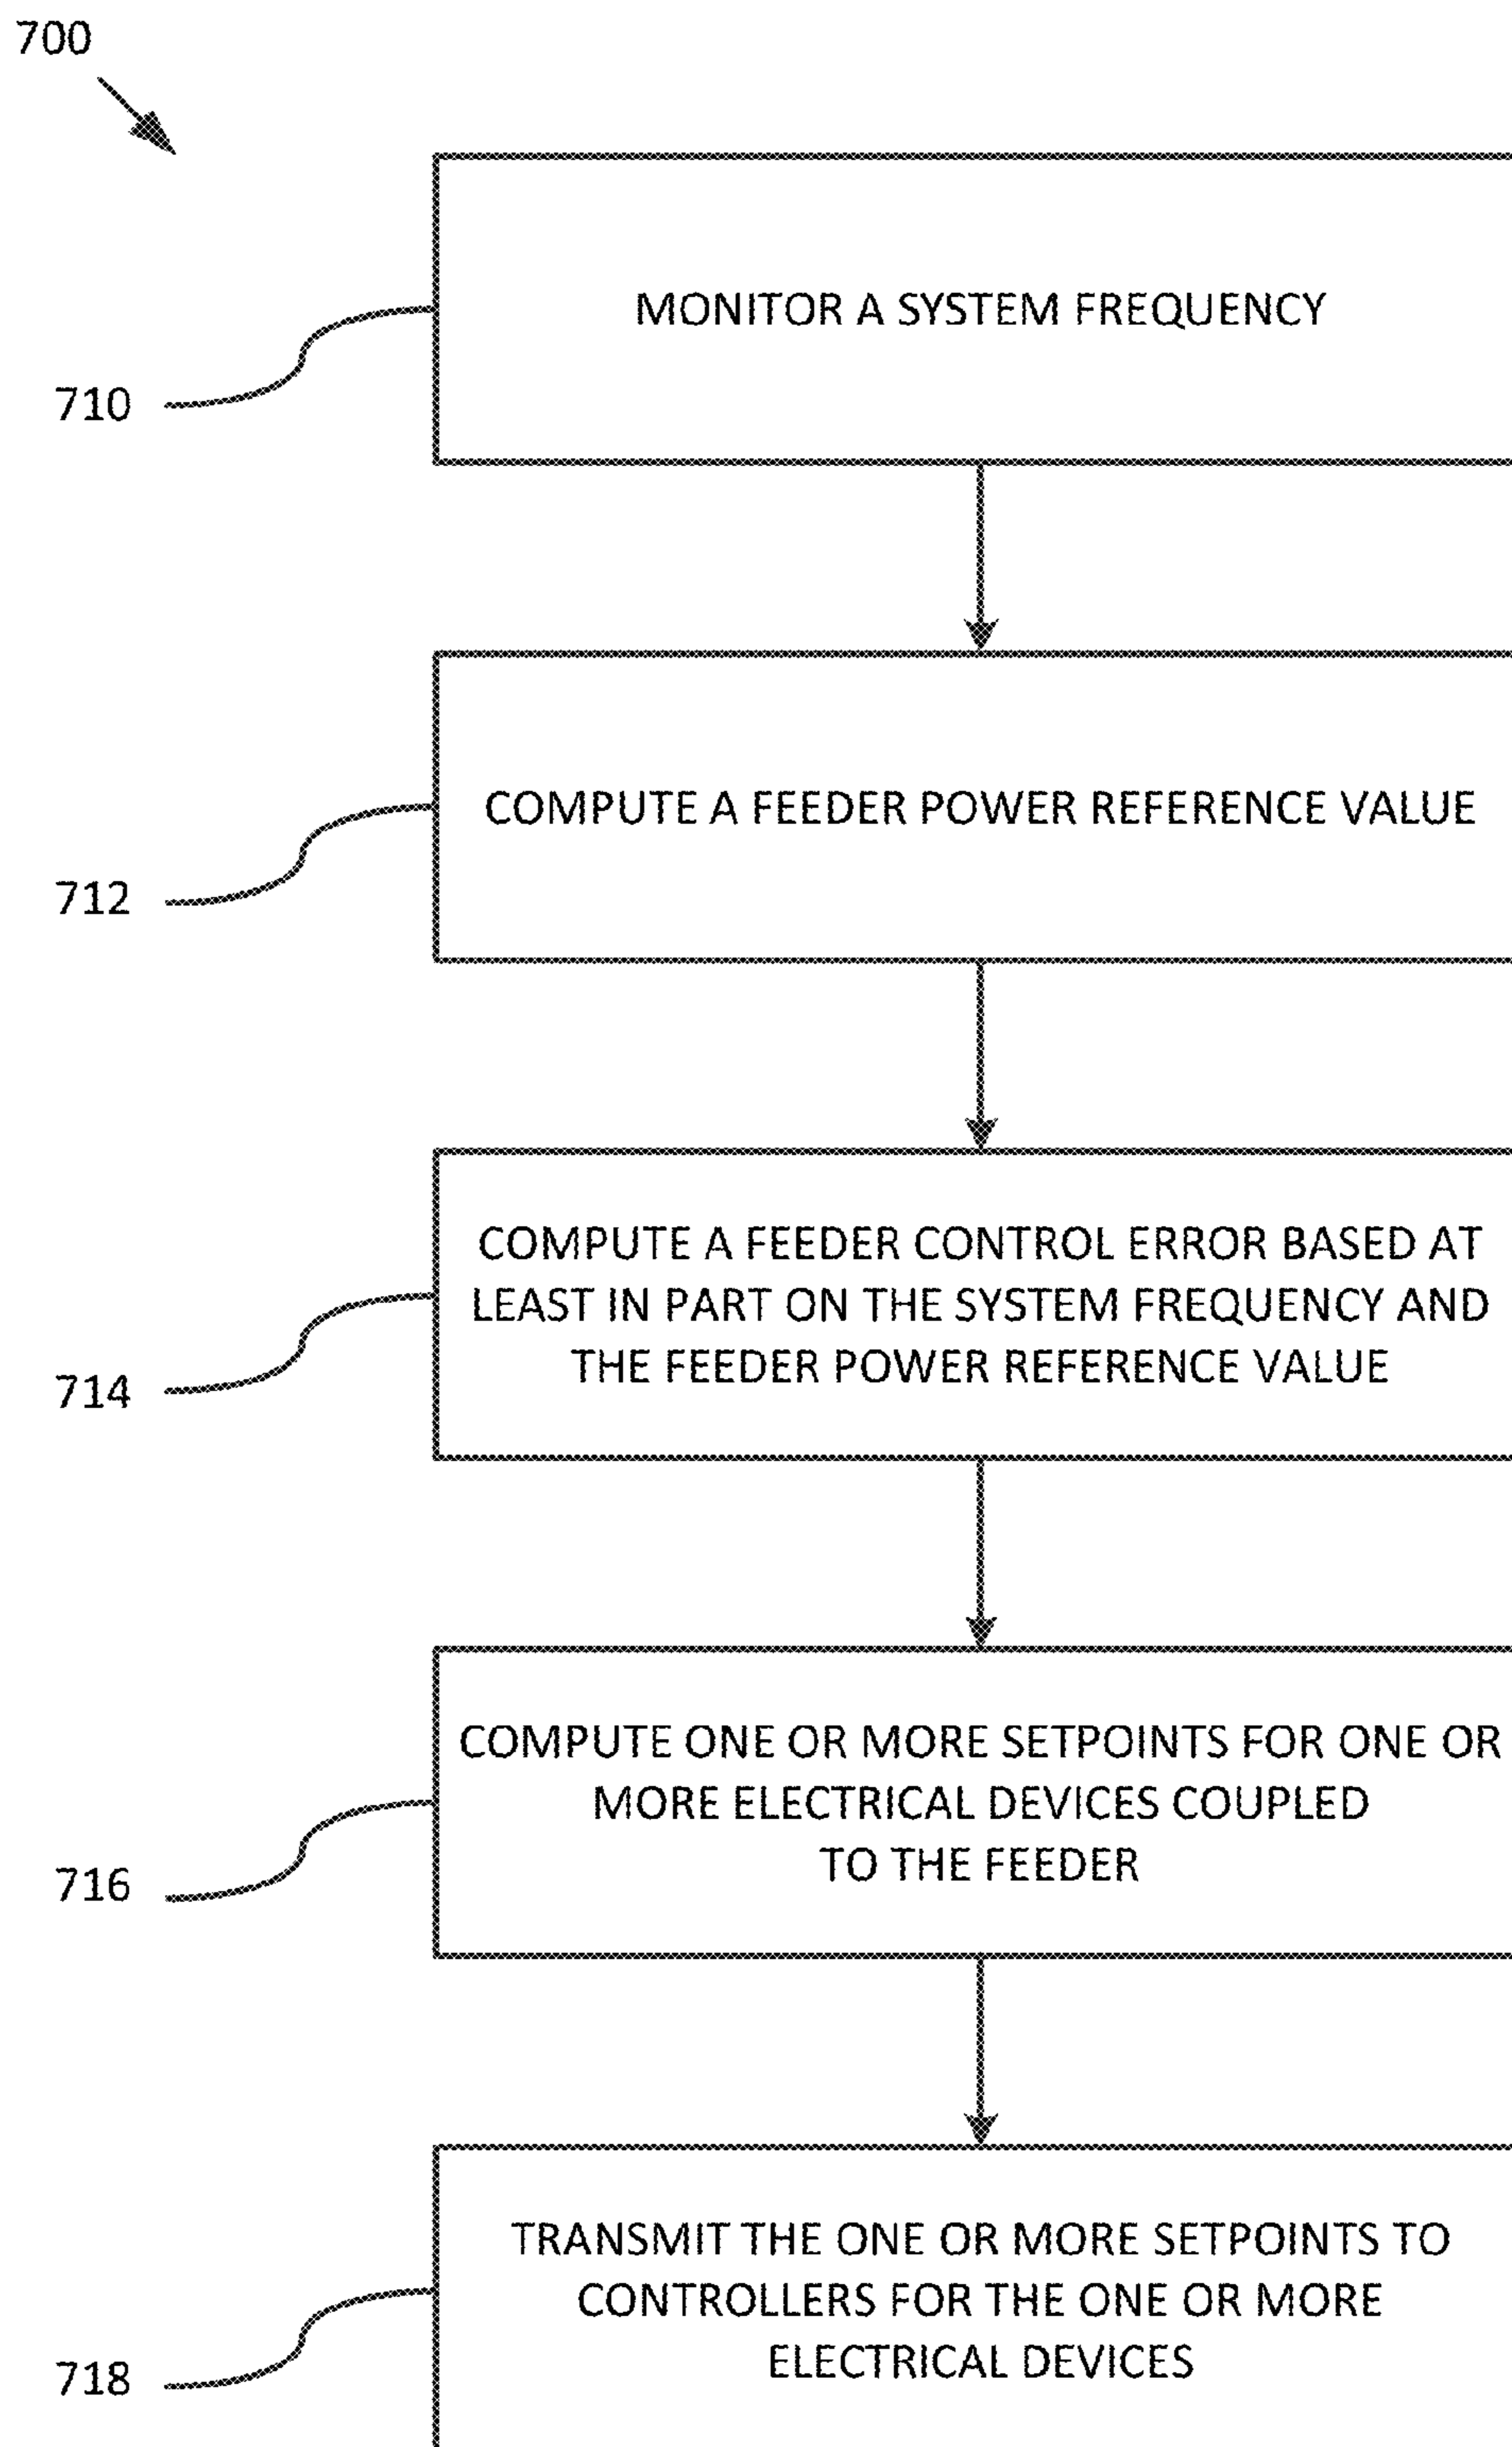 700
MONITOR A SYSTEM FREQUENCY
710
COMPUTE A FEEDER POWER REFERENCE VALUE
712
COMPUTE A FEEDER CONTROL ERROR BASED AT
LEAST IN PART ON THE SYSTEM FREQUENCY AND
THE FEEDER POWER REFERENCE VALUE
714
COMPUTE ONE OR MORE SETPOINTS FOR ONE OR
MORE ELECTRICAL DEVICES COUPLED
TO THE FEEDER
716
TRANSMIT THE ONE OR MORE SETPOINTS TO
CONTROLLERS FOR THE ONE OR MORE
ELECTRICAL DEVICES
718